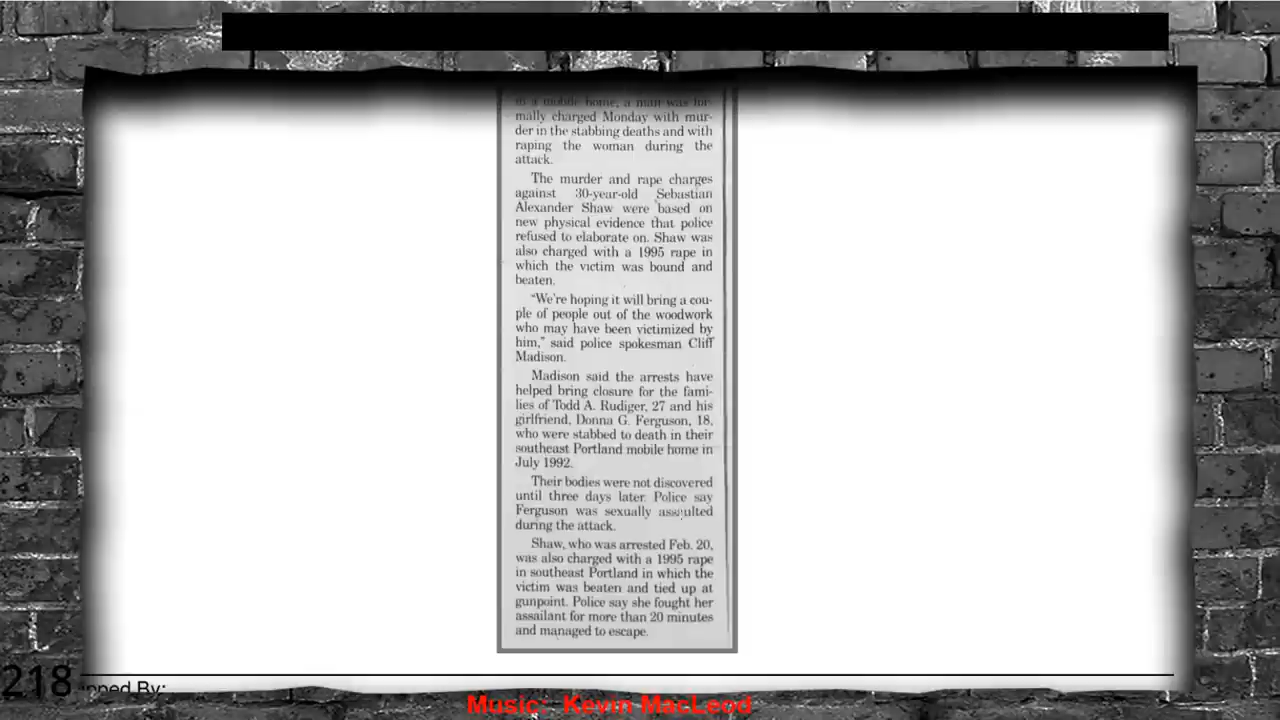 in a mobile home, a man was for-
mally charged Monday with mur-
der in the stabbing deaths and with
raping the woman during the
attack.
The murder and rape charges
against 30-year-old Sebastian
Alexander Shaw were based on
new physical evidence that police
refused to elaborate on. Shaw was
also charged with a 1995 rape in
which the victim was bound and
beaten.
"We're hoping it will bring a cou-
ple of people out of the woodwork
who may have been victimized by
him," said police spokesman Cliff
Madison.
Madison said the arrests have
helped bring closure for the fami-
lies of Todd A. Rudiger, 27 and his
girlfriend, Donna G. Ferguson, 18,
who were stabbed to death in their
southeast Portland mobile home in
July 1992.
Their bodies were not discovered
until three days later. Police say
Ferguson was sexually assaulted
during the attack.
Shaw, who was arrested Feb. 20,
was also charged with a 1995 rape
in southeast Portland in which the
victim was beaten and tied up at
gunpoint. Police say she fought her
assailant for more than 20 minutes
and managed to escape.
218 By:
Music: Kevin MacLeod